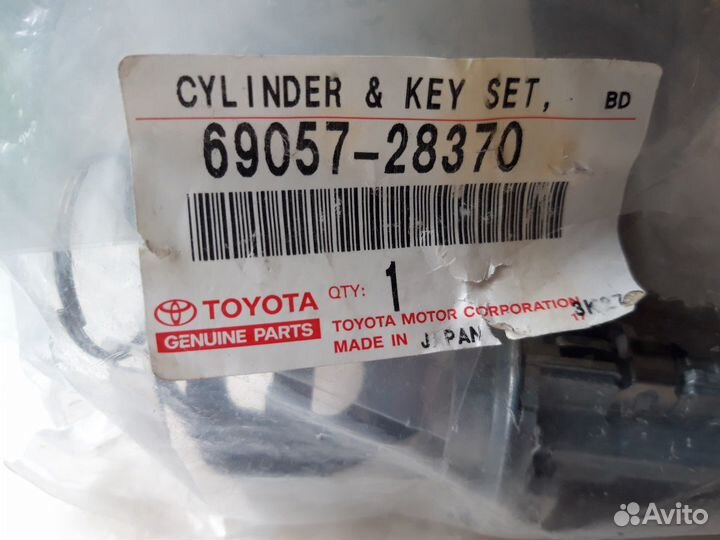 CYLINDER & KEY SET, BD
69057-28370
TOYOTA
GENUINE PARTS
QTY: 1
TOYOTA MOTOR CORPORATION
MADE IN JAPAN
Avito